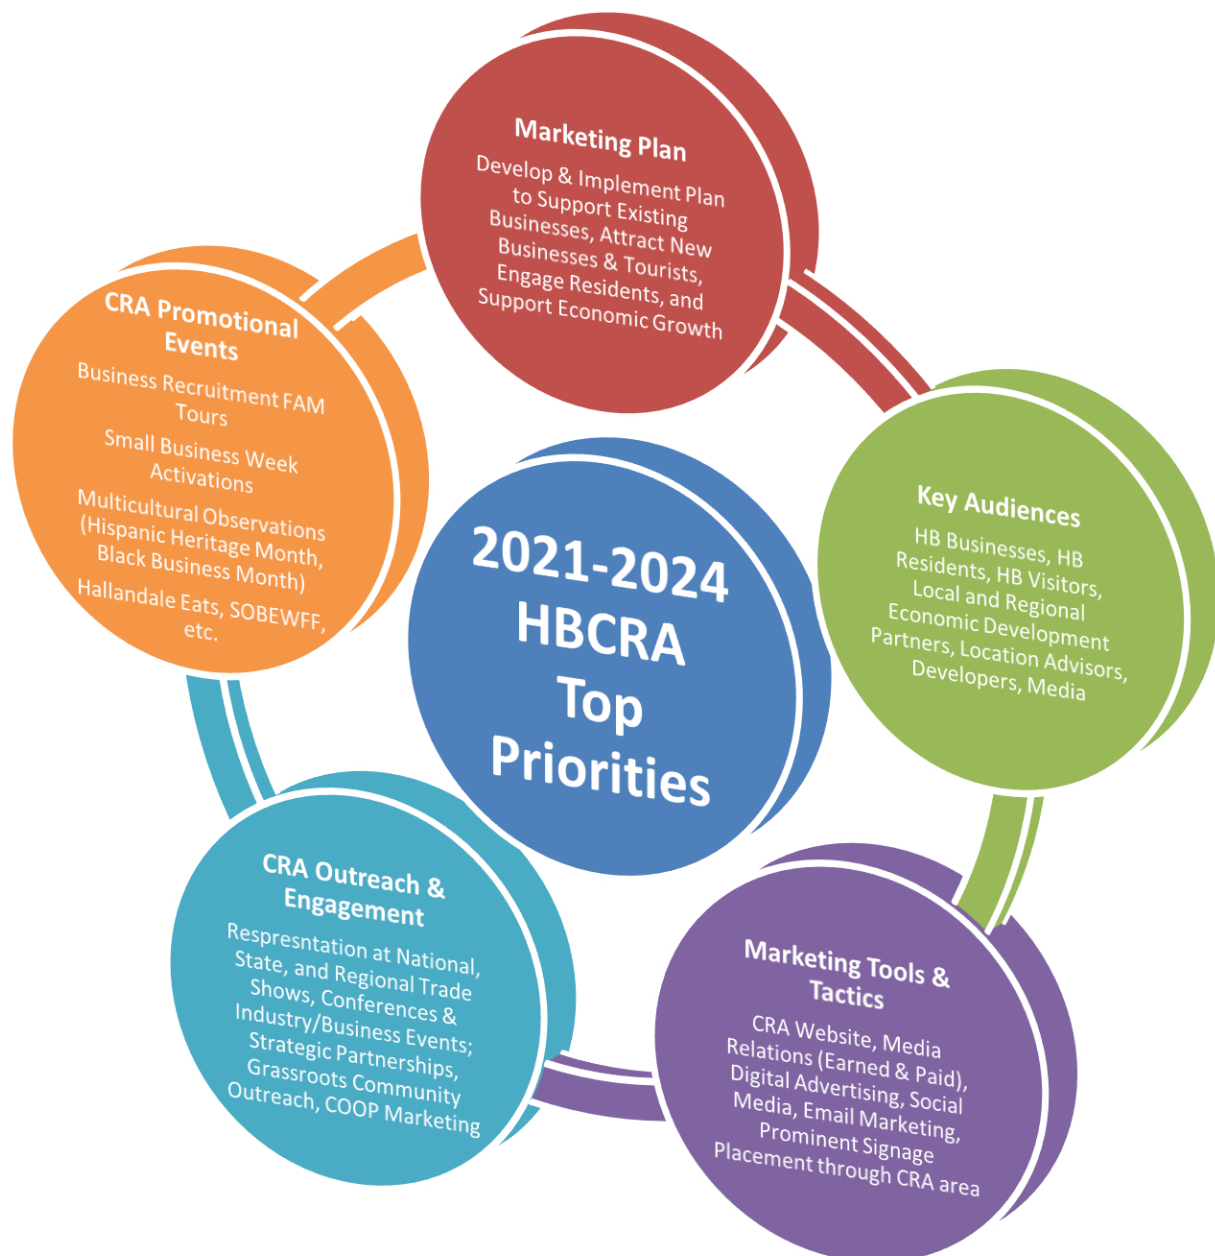 Marketing Plan
Develop & Implement Plan
to Support Existing
Businesses, Attract New
Businesses & Tourists,
Engage Residents, and
Support Economic Growth
Key Audiences
HB Businesses, HB
Residents, HB Visitors,
Local and Regional
Economic Development
Partners, Location Advisors,
Developers, Media
Marketing Tools &
Tactics
CRA Website, Media
Relations (Earned & Paid),
Digital Advertising, Social
Media, Email Marketing,
Prominent Signage
Placement through CRA area
CRA Outreach &
Engagement
Respresntation at National,
State, and Regional Trade
Shows, Conferences &
Industry/Business Events;
Strategic Partnerships,
Grassroots Community
Outreach, COOP Marketing
CRA Promotional
Events
Business Recruitment FAM
Tours
Small Business Week
Activations
Multicultural Observations
(Hispanic Heritage Month,
Black Business Month)
Hallandale Eats, SOBEWFF,
etc.
2021-2024
HBCRA
Top
Priorities